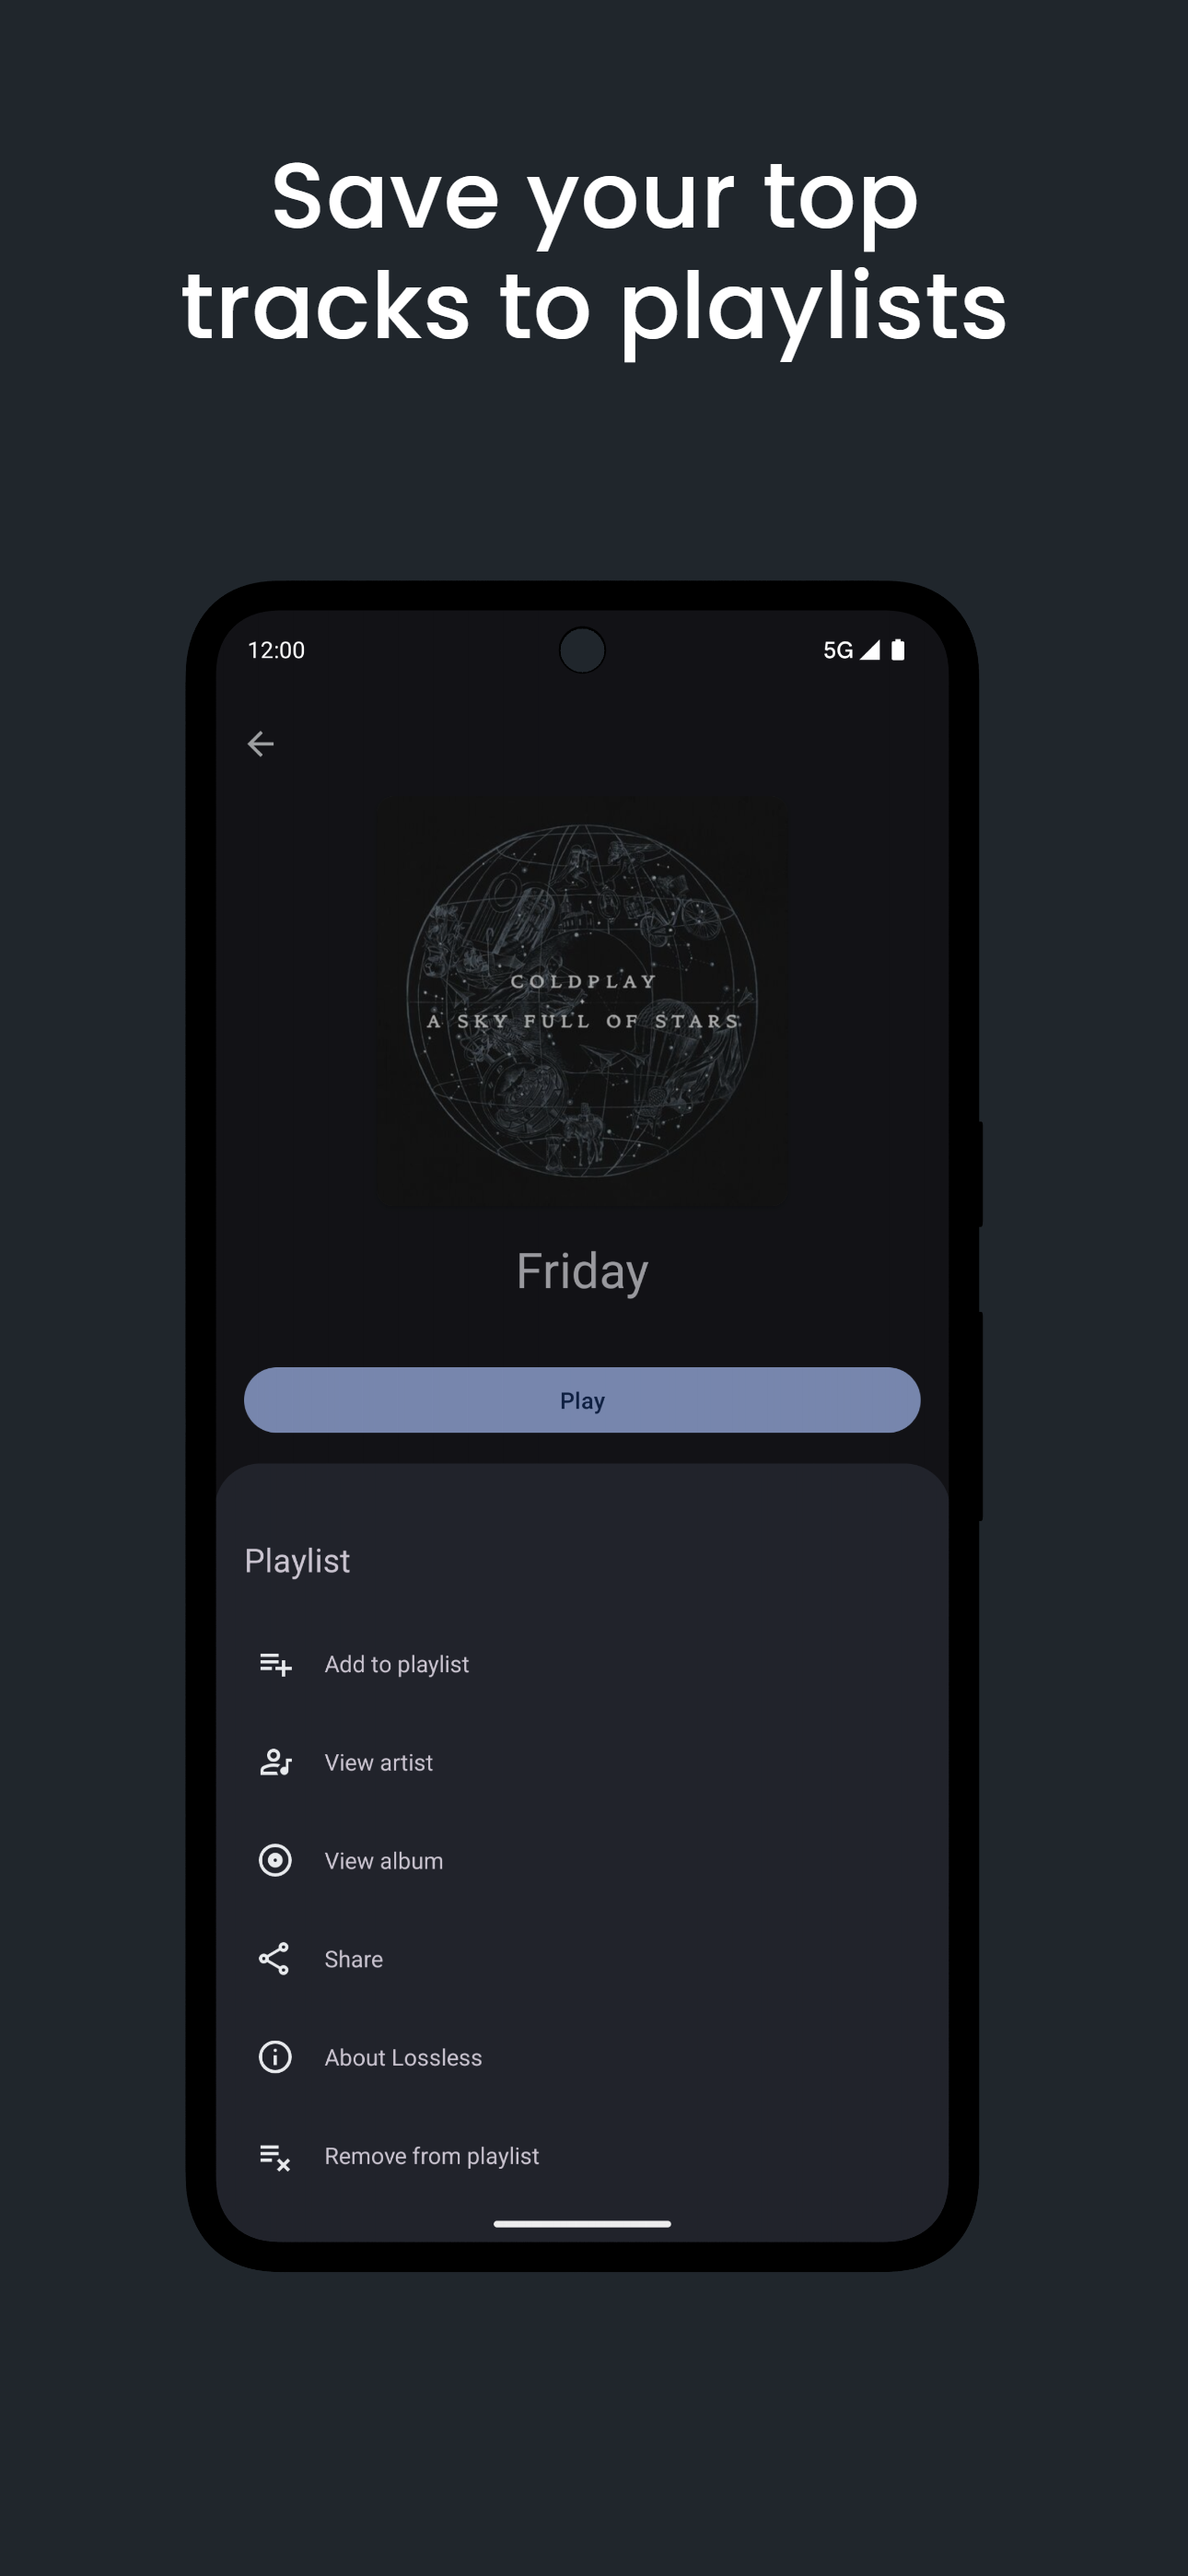 Save your top
tracks to playlists
12:00 5G
COLDPLAY
A SKY FULL OF STARS
Friday
Play
Playlist
Add to playlist
View artist
View album
Share
About Lossless
Remove from playlist